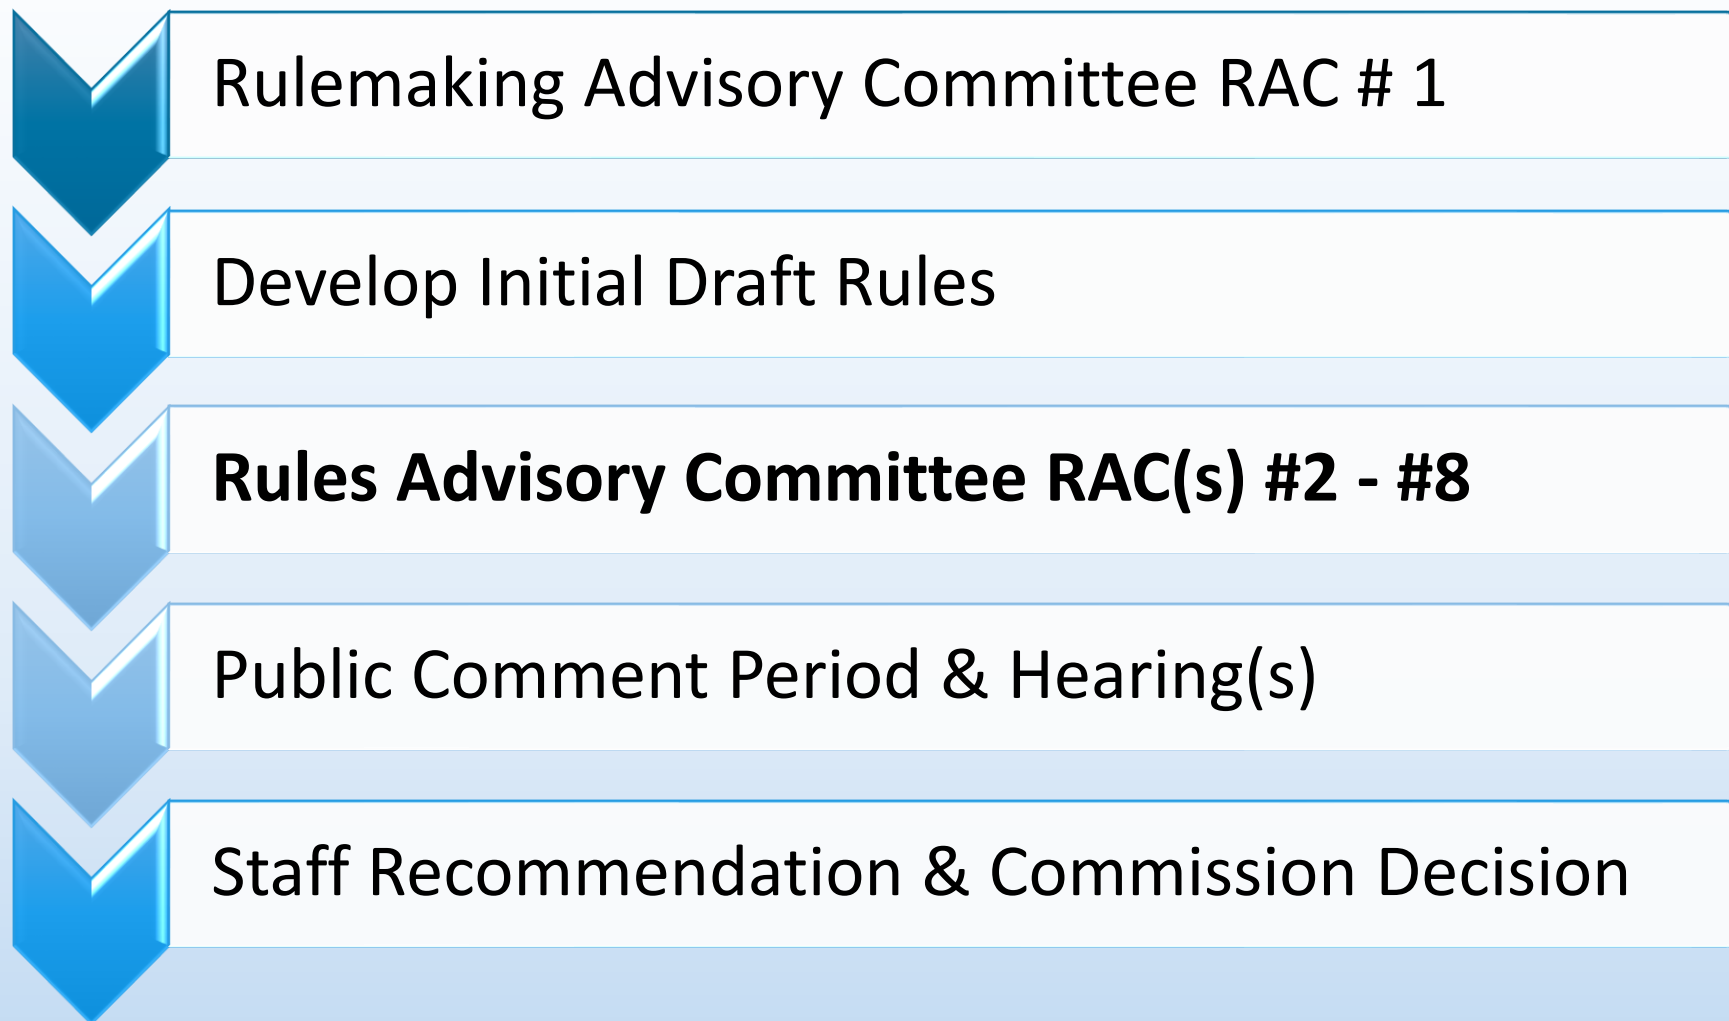 Rulemaking Advisory Committee RAC # 1
Develop Initial Draft Rules
Rules Advisory Committee RAC(s) #2 - #8
Public Comment Period & Hearing(s)
Staff Recommendation & Commission Decision